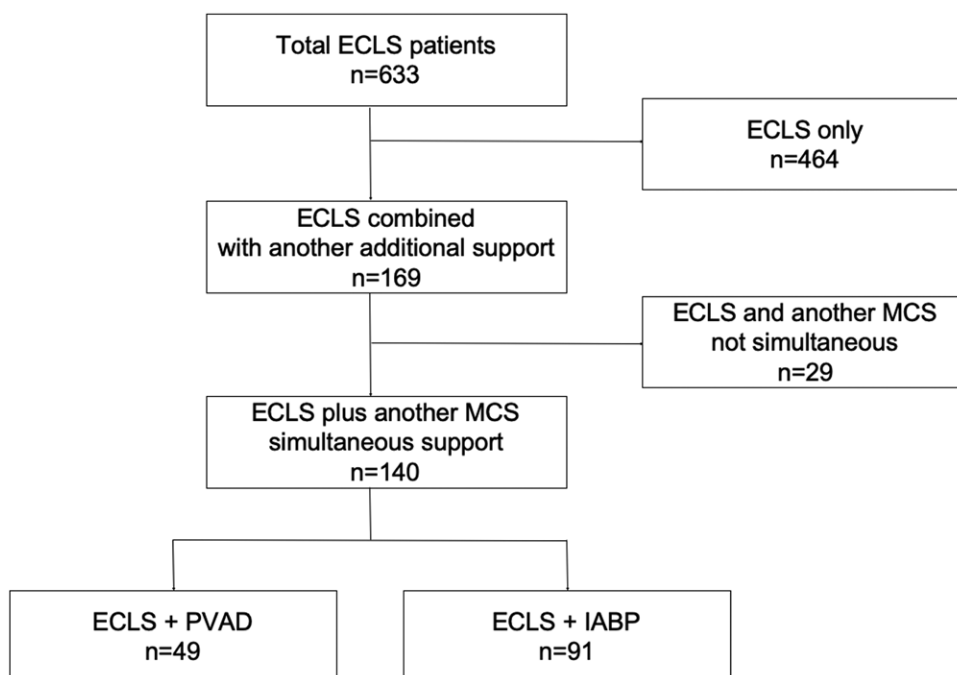 Total ECLS patients
n=633
ECLS only
n=464
ECLS combined
with another additional support
n=169
ECLS and another MCS
not simultaneous
n=29
ECLS plus another MCS
simultaneous support
n=140
ECLS + PVAD
n=49
ECLS + IABP
n=91